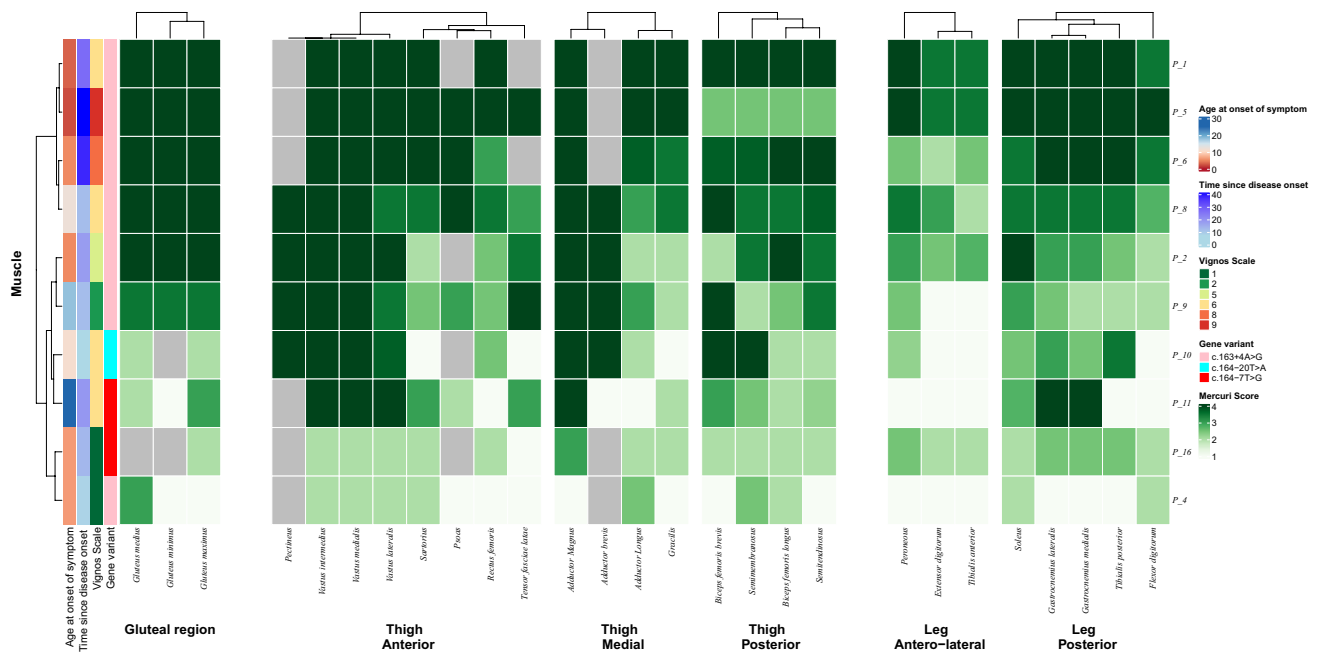 Muscle
P_1
P_5
P_6
P_8
P_2
P_9
P_10
P_11
P_16
P_4
Age at onset of symptom
Time since disease onset
Vignos Scale
Gene variant
Gluteus medius
Gluteus minimus
Gluteus maximus
Pectineus
Vastus intermedius
Vastus medialis
Vastus lateralis
Sartorius
Psoas
Rectus femoris
Tensor fasciae latae
Adductor Magnus
Adductor brevis
Adductor Longus
Gracilis
Biceps femoris brevis
Semimembranosus
Biceps femoris longus
Semitendinosus
Peroneous
Extensor digitorum
Tibialis anterior
Soleus
Gastrocnemius lateralis
Gastrocnemius medialis
Tibialis posterior
Flexor digitorum
Gluteal region
Thigh
Anterior
Thigh
Medial
Thigh
Posterior
Leg
Antero−lateral
Leg
Posterior
Age at onset of symptom
30
20
10
0
Time since disease onset
40
30
20
10
0
Vignos Scale
1
2
5
6
8
9
Gene variant
c.163+4A>G
c.164−20T>A
c.164−7T>G
Mercuri Score
4
3
2
1